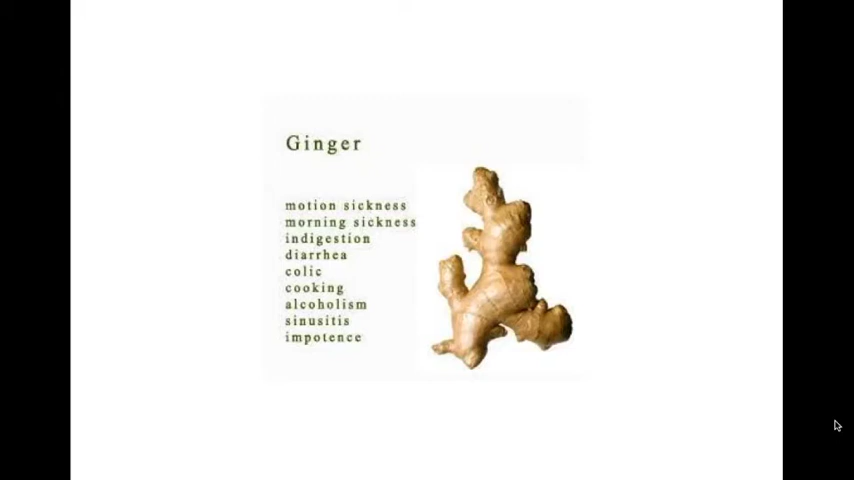 Ginger
motion sickness
morning sickness
indigestion
diarrhea
colic
cooking
alcoholism
sinusitis
impotence